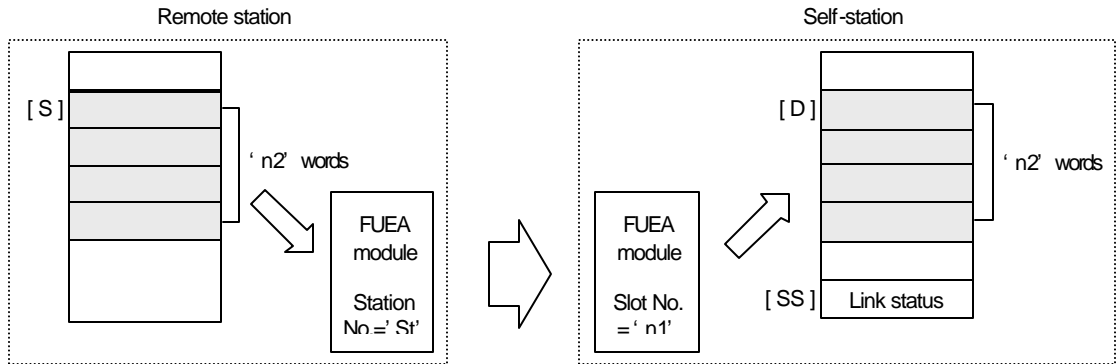 Remote station
[ S ]
‘ n2’ words
FUEA
module
Station
No.=’ St’
Self-station
FUEA
module
Slot No.
= ‘ n1’
[ D ]
‘ n2’ words
[ SS ]
Link status